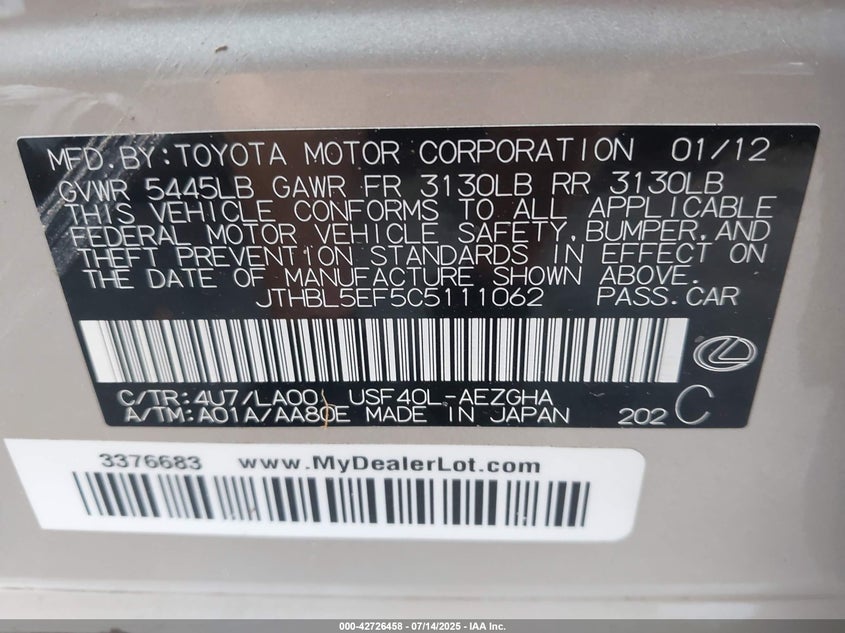 MFD.BY:TOYOTA MOTOR CORPORATION 01/12
GVWR 5445LB GAWR FR 3130LB RR 3130LB
THIS VEHICLE CONFORMS TO ALL APPLICABLE
FEDERAL MOTOR VEHICLE SAFETY, BUMPER, AND
THEFT PREVENTION STANDARDS IN EFFECT ON
THE DATE OF MANUFACTURE SHOWN ABOVE.
JTHBL5EF5C5111062 PASS.CAR
C/TR:4U7/LA00 USF40L-AEZGHA
A/TM:A01A/AA80E MADE IN JAPAN 202 C
3376683 www.MyDealerLot.com
000-42726458 - 07/14/2025 - IAA Inc.